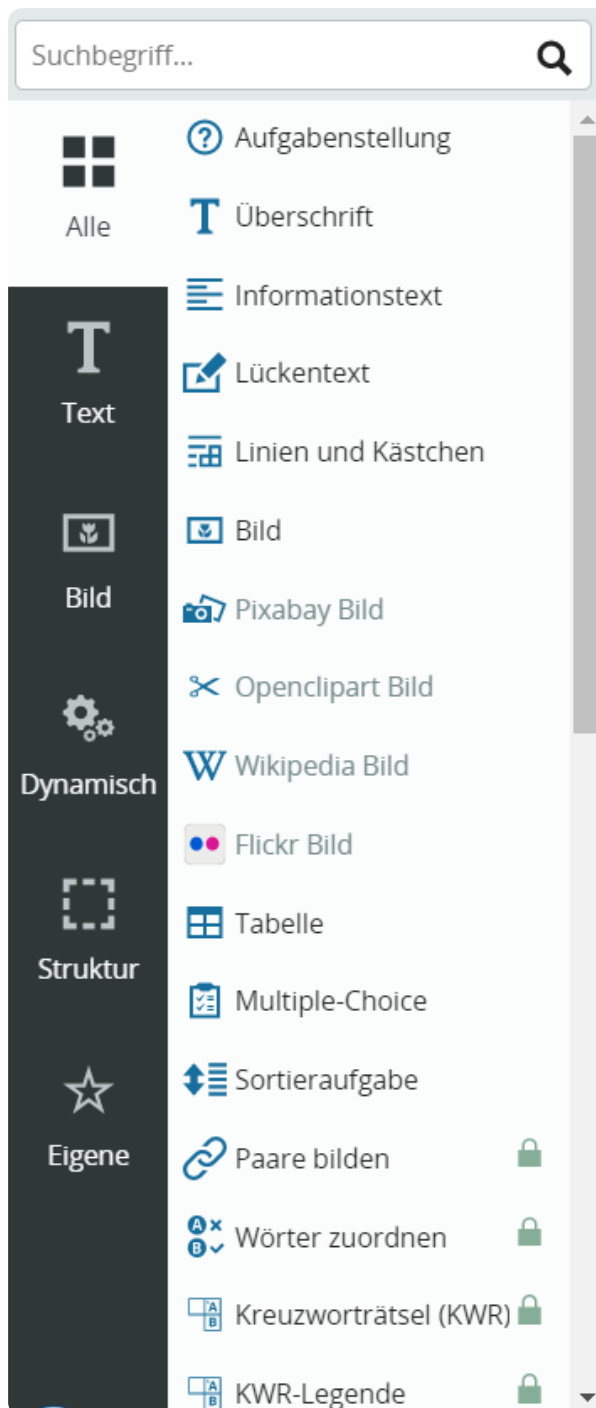 Suchbegriff...
Alle
Text
Bild
Dynamisch
Struktur
Eigene
Aufgabenstellung
Überschrift
Informationstext
Lückentext
Linien und Kästchen
Bild
Pixabay Bild
Openclipart Bild
Wikipedia Bild
Flickr Bild
Tabelle
Multiple-Choice
Sortieraufgabe
Paare bilden
Wörter zuordnen
Kreuzworträtsel (KWR)
KWR-Legende